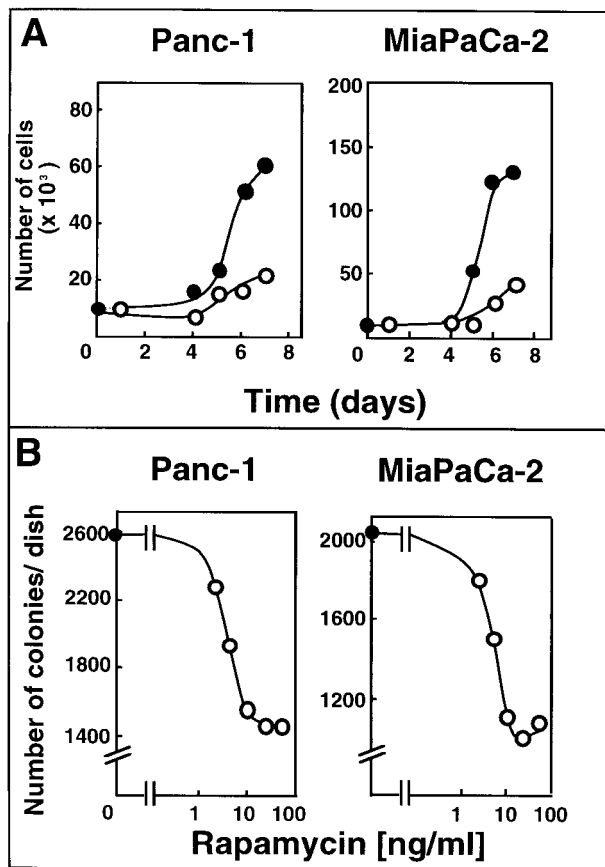 A
Panc-1
MiaPaCa-2
Number of cells
(x 10³)
80
60
40
20
0 2 4 6 8
200
150
100
50
0 2 4 6 8
Time (days)
B
Panc-1
MiaPaCa-2
Number of colonies/ dish
2600
2200
1800
1400
0 1 10 100
2000
1600
1200
1 10 100
Rapamycin [ng/ml]